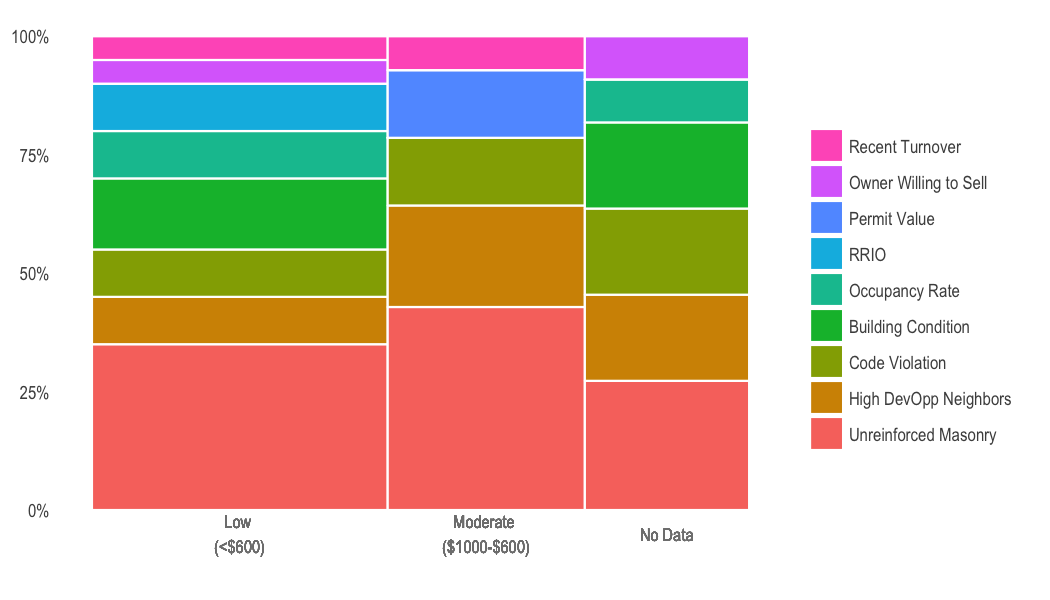 100%
75%
50%
25%
0%
Low
(<$600)
Moderate
($1000-$600)
No Data
Recent Turnover
Owner Willing to Sell
Permit Value
RRIO
Occupancy Rate
Building Condition
Code Violation
High DevOpp Neighbors
Unreinforced Masonry